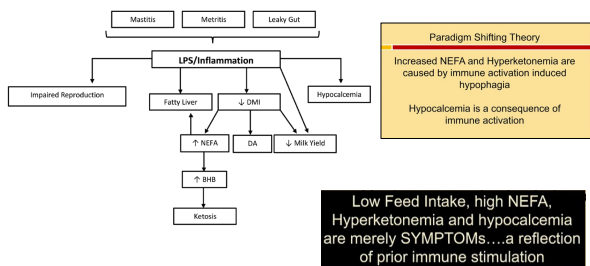 Mastitis
Metritis
Leaky Gut
LPS/Inflammation
Impaired Reproduction
Fatty Liver
↓ DMI
Hypocalcemia
↑ NEFA
DA
↓ Milk Yield
↑ BHB
Ketosis
Paradigm Shifting Theory
Increased NEFA and Hyperketonemia are
caused by immune activation induced
hypophagia
Hypocalcemia is a consequence of
immune activation
Low Feed Intake, high NEFA,
Hyperketonemia and hypocalcemia
are merely SYMPTOMs....a reflection
of prior immune stimulation